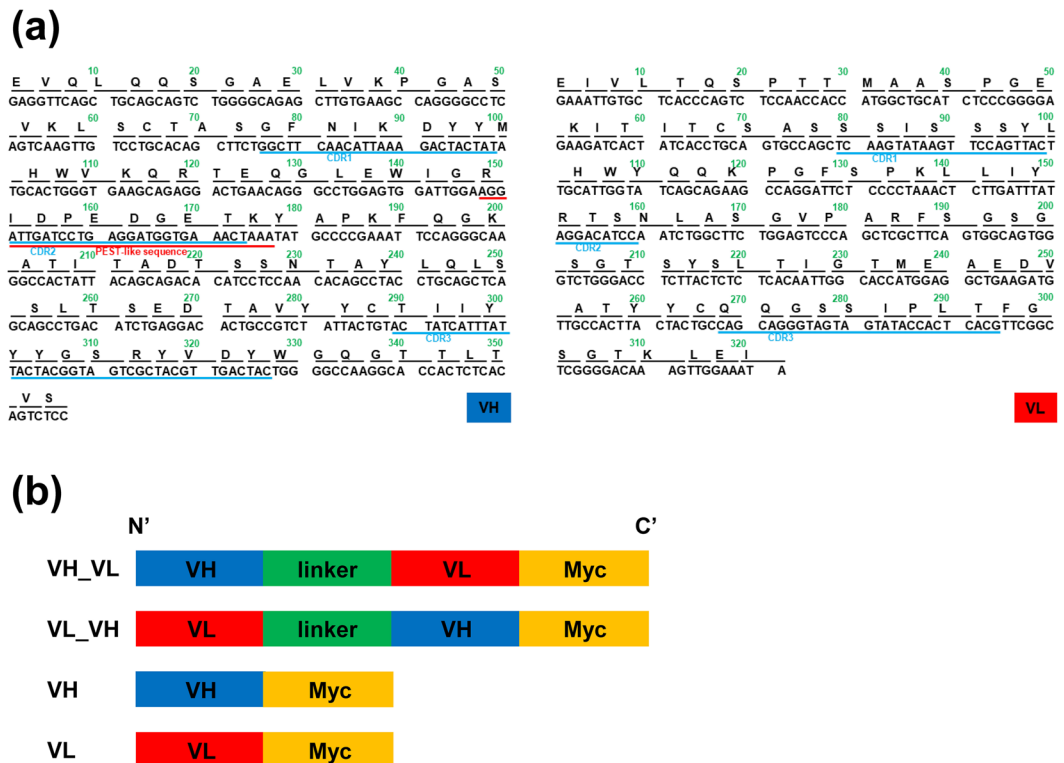 (a)
10 20 30 40 50
E V Q L Q Q S G A E L V K P G A S
GAGGTTCAGC TGCAGCAGTC TGGGGCAGAG CTTGTGAAGC CAGGGGCCTC
60 70 80 90 100
V K L S C T A S G F N I K D Y Y M
AGTCAAGTTG TCCTGCACAG CTTCTGGCTT CAACATTAAA GACTACTATA
CDR1
110 120 130 140 150
H W V K Q R T E Q G L E W I G R
TGCACTGGGT GAAGCAGAGG ACTGAACAGG GCCTGGAGTG GATTGGAAGG
160 170 180 190 200
I D P E D G E T K Y A P K F Q G K
ATTGATCCTG AGGATGGTGA AACTAAATAT GCCCCGAAAT TCCAGGGCAA
CDR2 PEST-like sequence
210 220 230 240 250
A T I T A D T S S N T A Y L Q L S
GGCCACTATT ACAGCAGACA CATCCTCCAA CACAGCCTAC CTGCAGCTCA
260 270 280 290 300
S L T S E D T A V Y Y C T I I Y
GCAGCCTGAC ATCTGAGGAC ACTGCCGTCT ATTACTGTAC TATCATTTAT
CDR3
310 320 330 340 350
Y Y G S R Y V D Y W G Q G T T L T
TACTACGGTA GTCGCTACGT TGACTACTGG GGCCAAGGCA CCACTCTCAC
V S
AGTCTCC
VH
10 20 30 40 50
E I V L T Q S P T T M A A S P G E
GAAATTGTGC TCACCCAGTC TCCAACCACC ATGGCTGCAT CTCCCGGGGA
60 70 80 90 100
K I T I T C S A S S S I S S S Y L
GAAGATCACT ATCACCTGCA GTGCCAGCTC AAGTATAAGT TCCAGTTACT
CDR1
110 120 130 140 150
H W Y Q Q K P G F S P K L L I Y
TGCATTGGTA TCAGCAGAAG CCAGGATTCT CCCCTAAACT CTTGATTTAT
160 170 180 190 200
R T S N L A S G V P A R F S G S G
AGGACATCCA ATCTGGCTTC TGGAGTCCCA GCTCGCTTCA GTGGCAGTGG
CDR2
210 220 230 240 250
S G T S Y S L T I G T M E A E D V
GTCTGGGACC TCTTACTCTC TCACAATTGG CACCATGGAG GCTGAAGATG
260 270 280 290 300
A T Y Y C Q Q G S S I P L T F G
TTGCCACTTA CTACTGCCAG CAGGGTAGTA GTATACCACT CACGTTCGGC
CDR3
310 320
S G T K L E I
TCGGGGACAA AGTTGGAAAT A
VL
(b)
N’ C’
VH_VL VH linker VL Myc
VL_VH VL linker VH Myc
VH VH Myc
VL VL Myc